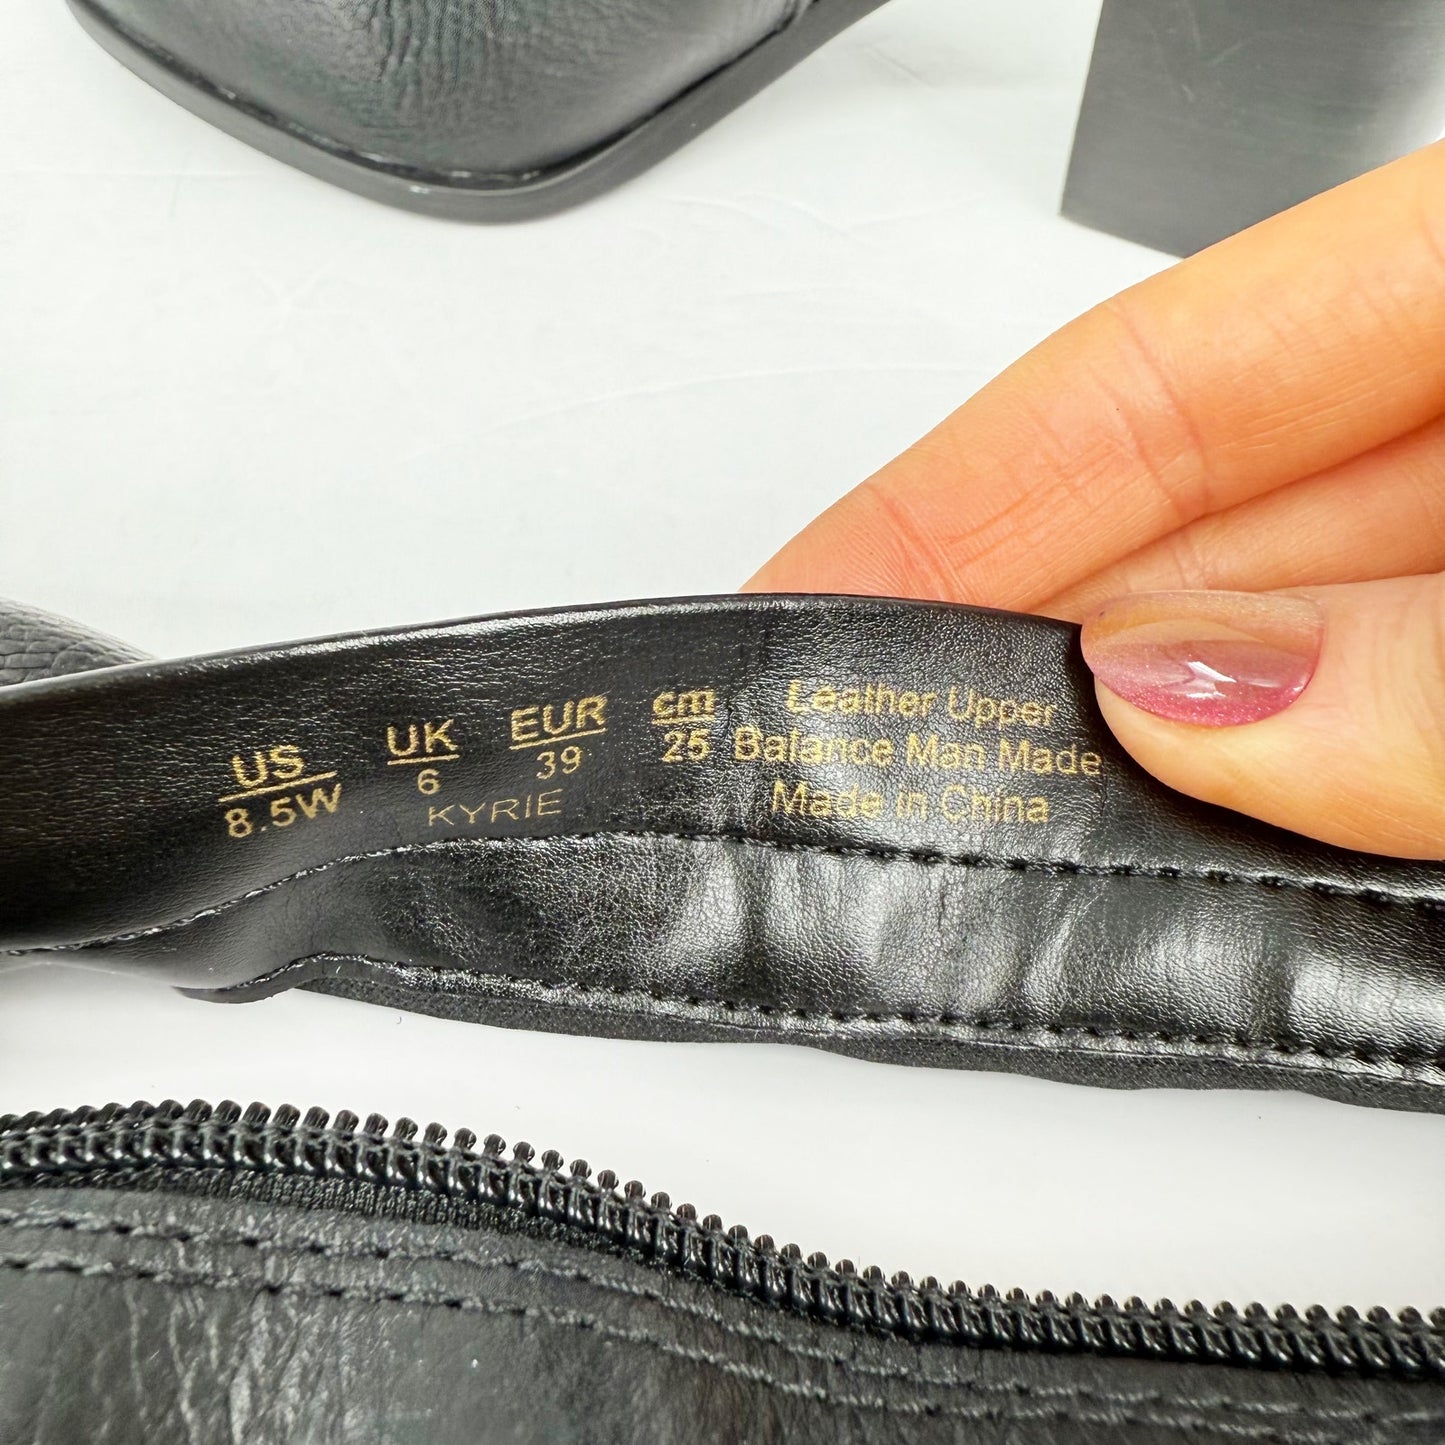 US UK EUR cm
8.5W 6 39 25
KYRIE
Leather Upper
Balance Man Made
Made in China